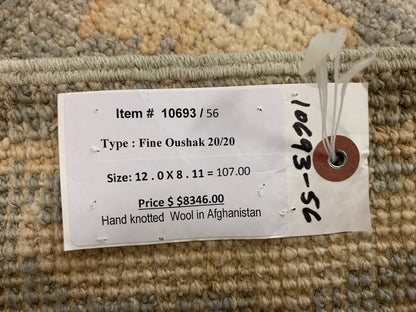 Item # 10693 / 56
Type : Fine Oushak 20/20
Size: 12 . 0 X 8 . 11 = 107.00
Price $ $8346.00
Hand knotted Wool in Afghanistan
10693-56